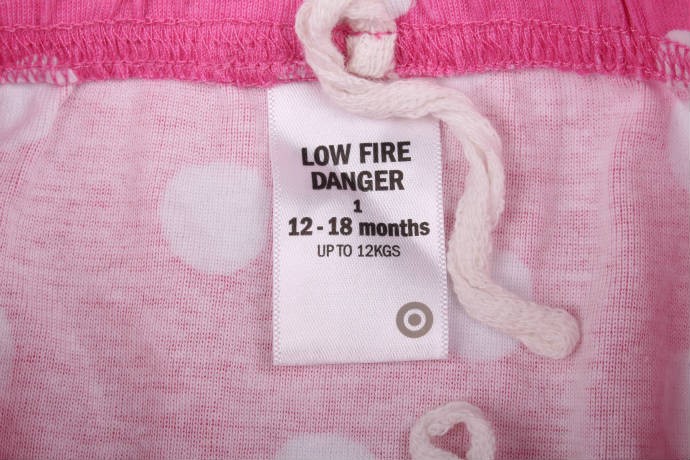 LOW FIRE
DANGER
1
12 - 18 months
UP TO 12KGS